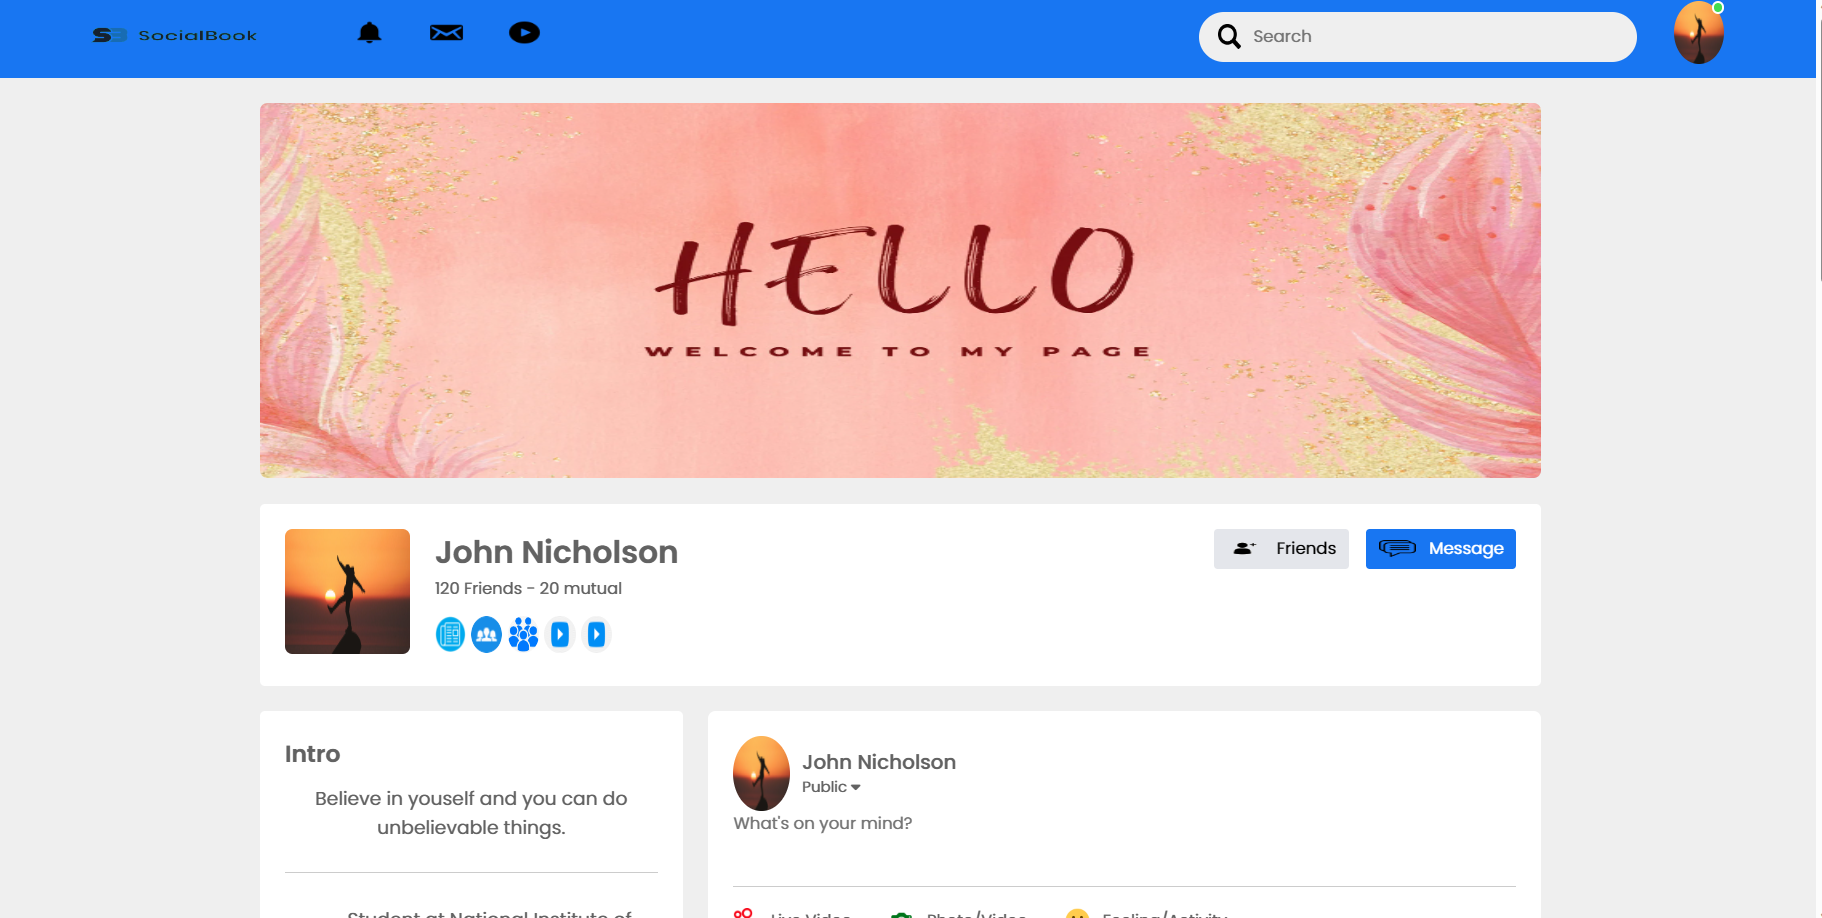 SB SocialBook
Search
HELLO
WELCOME TO MY PAGE
John Nicholson
120 Friends - 20 mutual
Friends
Message
Intro
Believe in youself and you can do
unbelievable things.
Student at National Institute of
John Nicholson
Public
What's on your mind?
Live Video
Photo/Video
Feeling/Activity